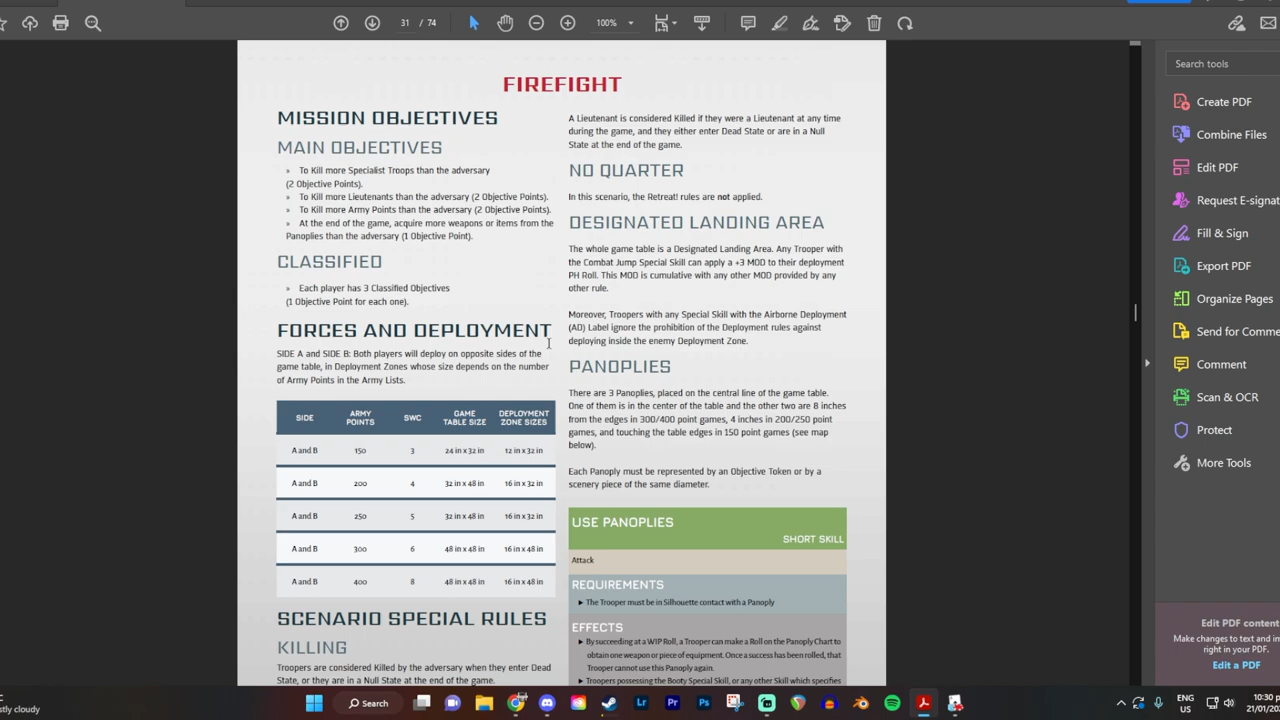 31 / 74
100%
FIREFIGHT
MISSION OBJECTIVES
MAIN OBJECTIVES
» To Kill more Specialist Troops than the adversary
(2 Objective Points).
» To Kill more Lieutenants than the adversary (2 Objective Points).
» To Kill more Army Points than the adversary (2 Objective Points).
» At the end of the game, acquire more weapons or items from the
Panoplies than the adversary (1 Objective Point).
CLASSIFIED
» Each player has 3 Classified Objectives
(1 Objective Point for each one).
FORCES AND DEPLOYMENT
SIDE A and SIDE B: Both players will deploy on opposite sides of the
game table, in Deployment Zones whose size depends on the number
of Army Points in the Army Lists.
SIDE ARMY POINTS SWC GAME TABLE SIZE DEPLOYMENT ZONE SIZES
A and B 150 3 24 in x 32 in 12 in x 32 in
A and B 200 4 32 in x 48 in 16 in x 32 in
A and B 250 5 32 in x 48 in 16 in x 32 in
A and B 300 6 48 in x 48 in 16 in x 48 in
A and B 400 8 48 in x 48 in 16 in x 48 in
SCENARIO SPECIAL RULES
KILLING
Troopers are considered Killed by the adversary when they enter Dead
State, or they are in a Null State at the end of the game.
A Lieutenant is considered Killed if they were a Lieutenant at any time
during the game, and they either enter Dead State or are in a Null
State at the end of the game.
NO QUARTER
In this scenario, the Retreat! rules are not applied.
DESIGNATED LANDING AREA
The whole game table is a Designated Landing Area. Any Trooper with
the Combat Jump Special Skill can apply a +3 MOD to their deployment
PH Roll. This MOD is cumulative with any other MOD provided by any
other rule.
Moreover, Troopers with any Special Skill with the Airborne Deployment
(AD) Label ignore the prohibition of the Deployment rules against
deploying inside the enemy Deployment Zone.
PANOPLIES
There are 3 Panoplies, placed on the central line of the game table.
One of them is in the center of the table and the other two are 8 inches
from the edges in 300/400 point games, 4 inches in 200/250 point
games, and touching the table edges in 150 point games (see map
below).
Each Panoply must be represented by an Objective Token or by a
scenery piece of the same diameter.
USE PANOPLIES
SHORT SKILL
Attack
REQUIREMENTS
► The Trooper must be in Silhouette contact with a Panoply
EFFECTS
► By succeeding at a WIP Roll, a Trooper can make a Roll on the Panoply Chart to
obtain one weapon or piece of equipment. Once a success has been rolled, that
Trooper cannot use this Panoply again.
► Troopers possessing the Booty Special Skill, or any other Skill which specifies
Search tools
Create PDF
Combine Files
Edit PDF
Request E-signat
Fill & Sign
Export PDF
Organize Pages
Send for Comme
Comment
Scan & OCR
Protect
More Tools
Edit PDF content
Make changes to text and im
right in your PDF.
Edit a PDF
stly cloudy
Search
Lr
Pr
Ps
ENG
US
10:30 p
21/01/20